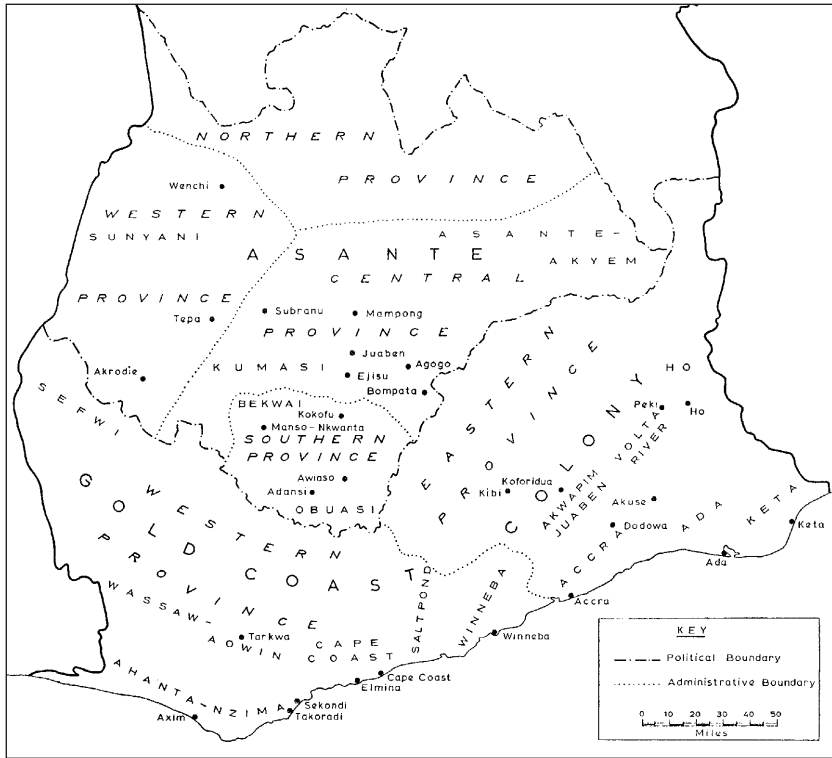 NORTHERN
PROVINCE
Wenchi
WESTERN
SUNYANI
PROVINCE
Tepa
Akrodie
ASANTE
ASANTE-
AKYEM
CENTRAL
PROVINCE
Subranu
Mampong
Juaben
KUMASI
Ejisu
Agogo
Bompata
BEKWAI
Kokofu
Manso-Nkwanta
SOUTHERN
PROVINCE
Awiaso
Adansi
OBUASI
SEFWI
EASTERN
PROVINCE
HO
Peki
Ho
VOLTA
RIVER
COLONY
Koforidua
Kibi
AKWAPIM
JUABEN
Akuse
Dodowa
ADA
KETA
Keta
Ada
ACCRA
Accra
GOLD COAST
WESTERN
PROVINCE
WASSAW-
AOWIN
Tarkwa
CAPE
COAST
SALTPOND
WINNEBA
Winneba
Cape Coast
Elmina
AHANTA-NZIMA
Sekondi
Takoradi
Axim
KEY
Political Boundary
Administrative Boundary
0 5 10 20 30 40 50
Miles